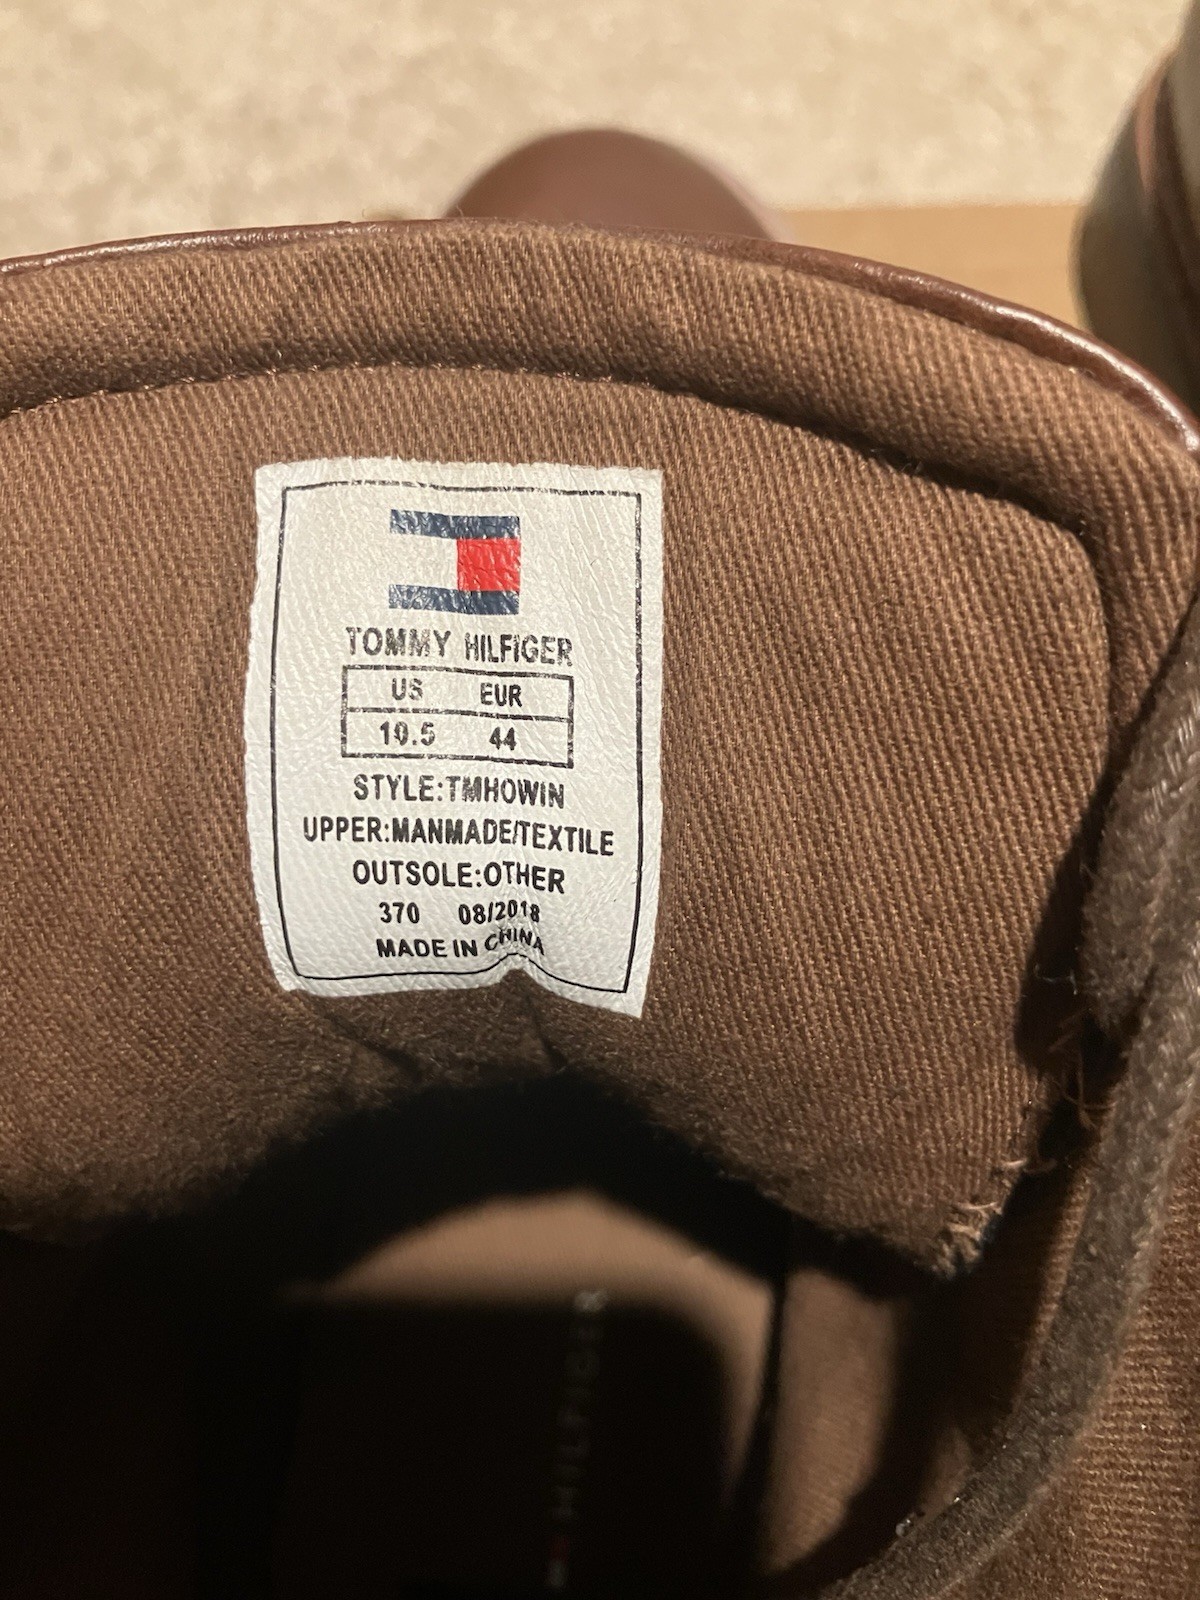 TOMMY HILFIGER
US EUR
10.5 44
STYLE:TMHOWIN
UPPER:MANMADE/TEXTILE
OUTSOLE:OTHER
370 08/2018
MADE IN CHINA
HILFIGER